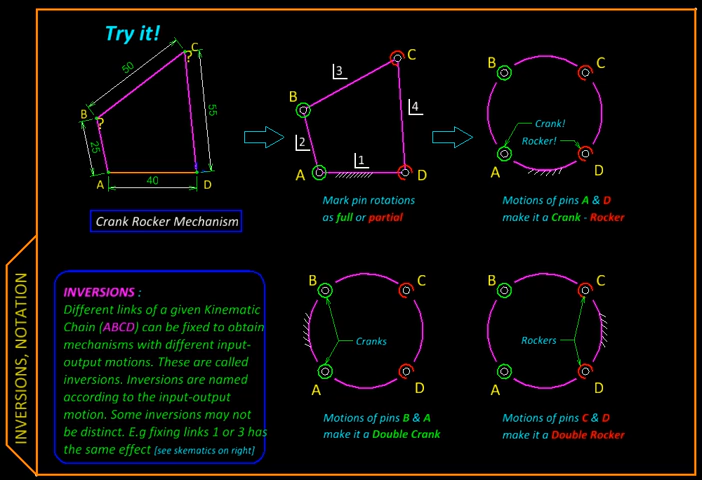 Try it!
C
?
50
B
?
25
55
A
40
D
Crank Rocker Mechanism
C
3
B
4
2
1
A
D
Mark pin rotations
as full or partial
B
C
Crank!
Rocker!
A
D
Motions of pins A & D
make it a Crank - Rocker
INVERSIONS, NOTATION
INVERSIONS :
Different links of a given Kinematic
Chain (ABCD) can be fixed to obtain
mechanisms with different input-
output motions. These are called
inversions. Inversions are named
according to the input-output
motion. Some inversions may not
be distinct. E.g fixing links 1 or 3 has
the same effect [see skematics on right]
B
C
Cranks
A
D
Motions of pins B & A
make it a Double Crank
B
C
Rockers
A
D
Motions of pins C & D
make it a Double Rocker